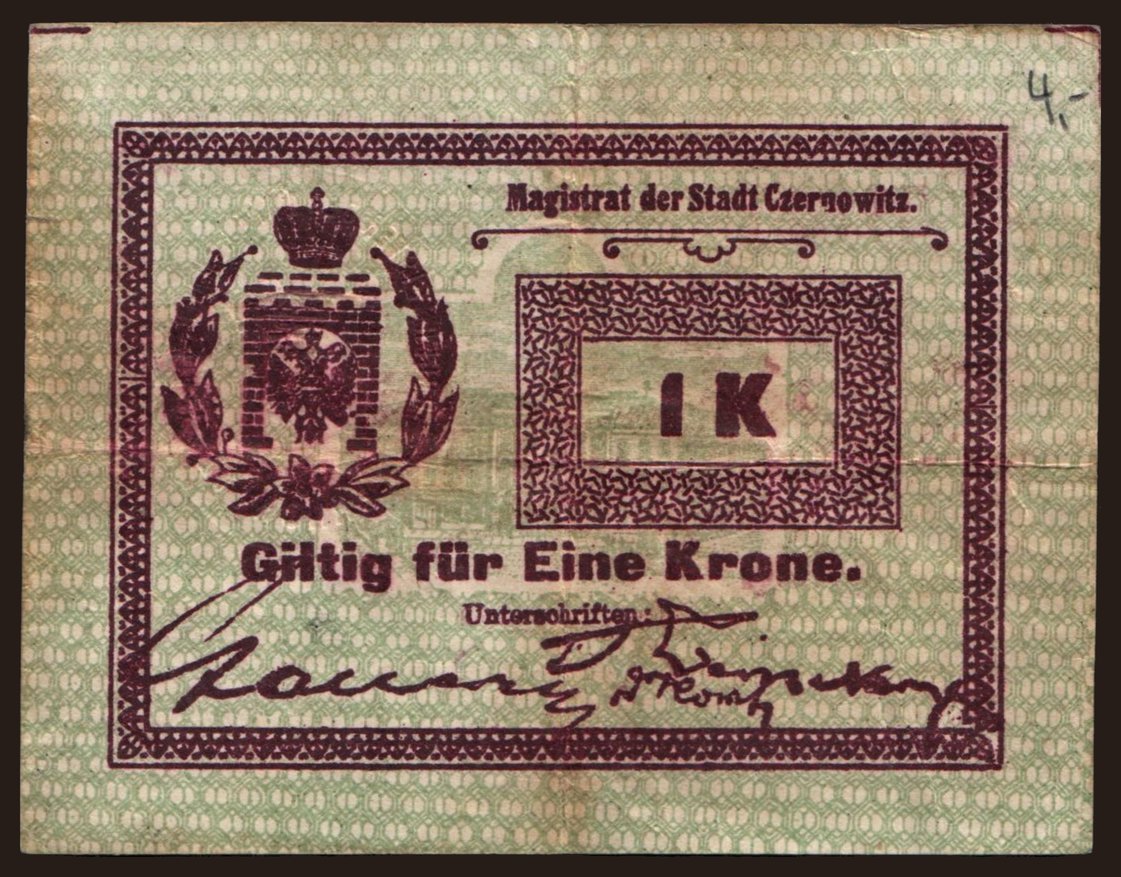 4,-
Magistrat der Stadt Czernowitz.
1 K
Giltig für Eine Krone.
Unterschriften: